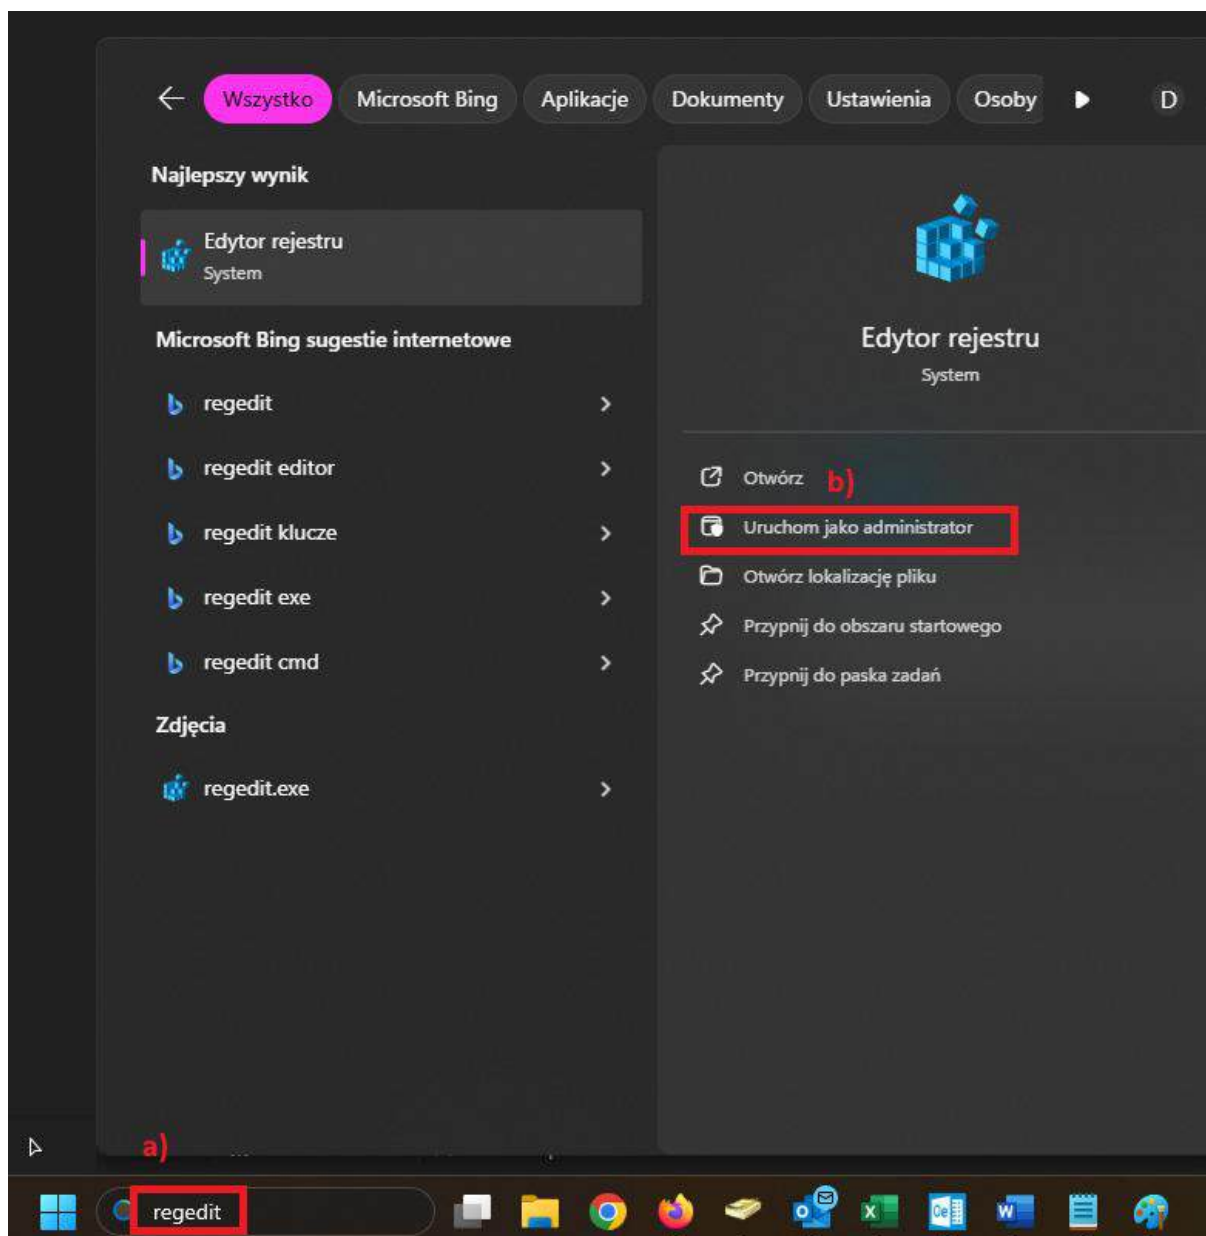 Wszystko Microsoft Bing Aplikacje Dokumenty Ustawienia Osoby D
Najlepszy wynik
Edytor rejestru
System
Microsoft Bing sugestie internetowe
regedit
regedit editor
regedit klucze
regedit exe
regedit cmd
Zdjęcia
regedit.exe
Edytor rejestru
System
Otwórz b)
Uruchom jako administrator
Otwórz lokalizację pliku
Przypnij do obszaru startowego
Przypnij do paska zadań
a)
regedit